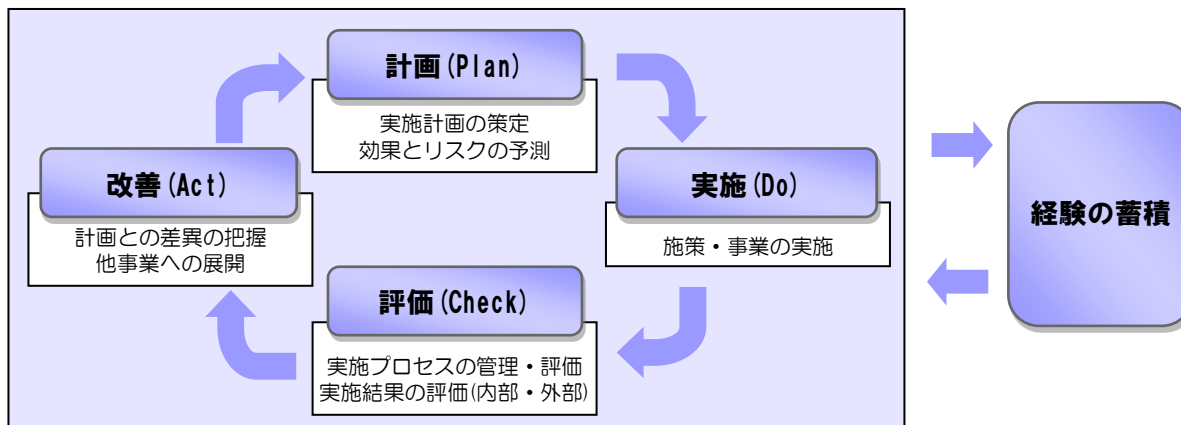 計画(Plan)
実施計画の策定
効果とリスクの予測
改善(Act)
計画との差異の把握
他事業への展開
実施(Do)
施策・事業の実施
評価(Check)
実施プロセスの管理・評価
実施結果の評価(内部・外部)
経験の蓄積